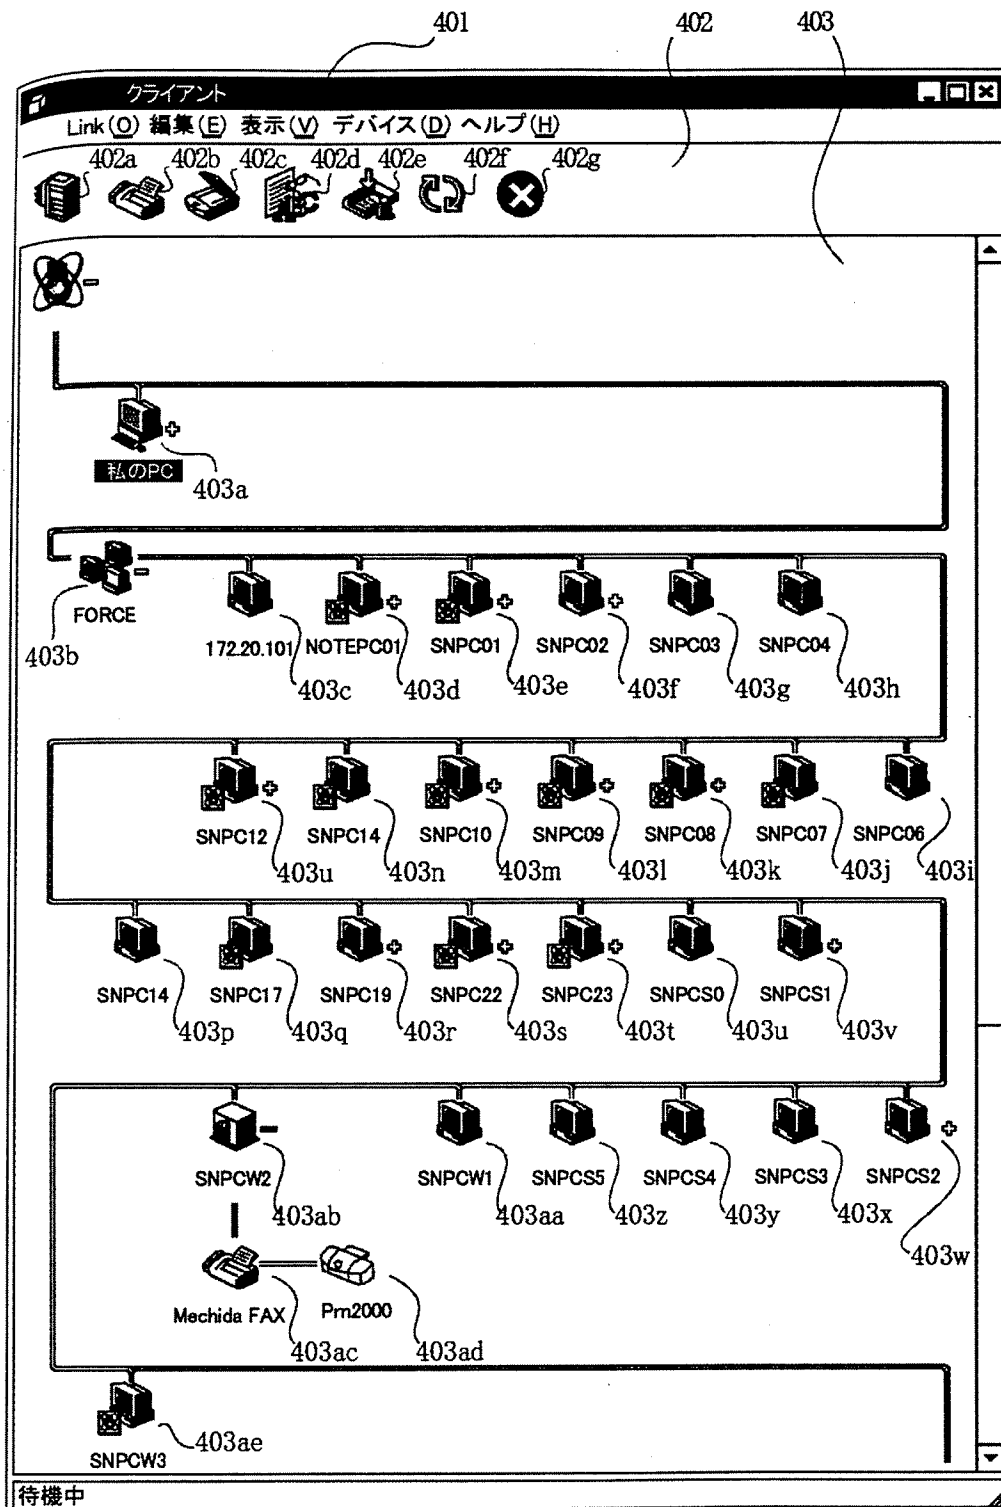 401 402 403
クライアント
Link(O) 編集(E) 表示(V) デバイス(D) ヘルプ(H)
402a 402b 402c 402d 402e 402f 402g
私のPC
403a
FORCE 172.20.101 NOTEPC01 SNPC01 SNPC02 SNPC03 SNPC04
403b 403c 403d 403e 403f 403g 403h
SNPC12 SNPC14 SNPC10 SNPC09 SNPC08 SNPC07 SNPC06
403u 403n 403m 403l 403k 403j 403i
SNPC14 SNPC17 SNPC19 SNPC22 SNPC23 SNPCS0 SNPCS1
403p 403q 403r 403s 403t 403u 403v
SNPCW2 SNPCW1 SNPCS5 SNPCS4 SNPCS3 SNPCS2
403ab 403aa 403z 403y 403x 403w
Mechida FAX Prn2000
403ac 403ad
SNPCW3 403ae
待機中